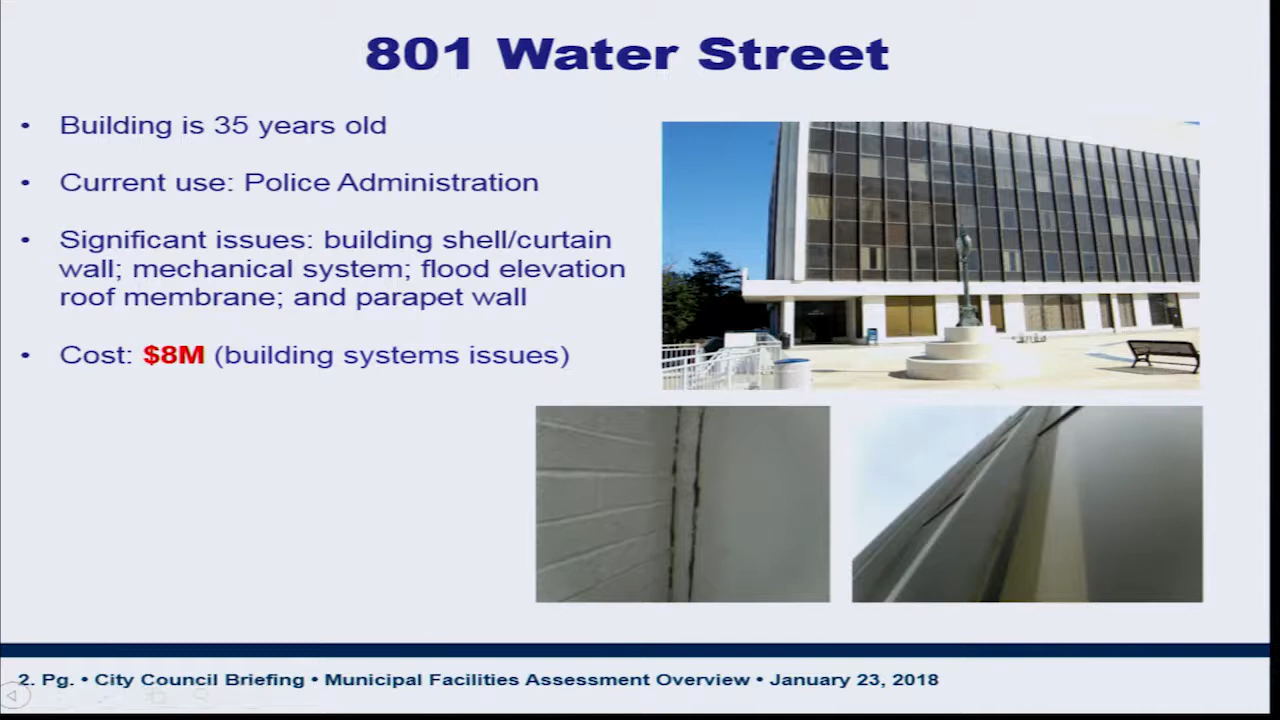 801 Water Street
• Building is 35 years old
• Current use: Police Administration
• Significant issues: building shell/curtain
wall; mechanical system; flood elevation
roof membrane; and parapet wall
• Cost: $8M (building systems issues)
2. Pg. • City Council Briefing • Municipal Facilities Assessment Overview • January 23, 2018